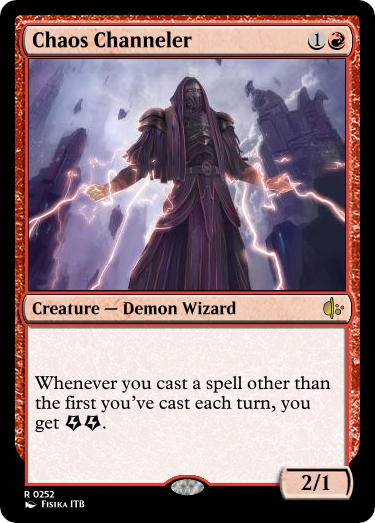 Chaos Channeler 1
Creature — Demon Wizard
Whenever you cast a spell other than
the first you've cast each turn, you
get .
2/1
R 0252
Fisika ITB